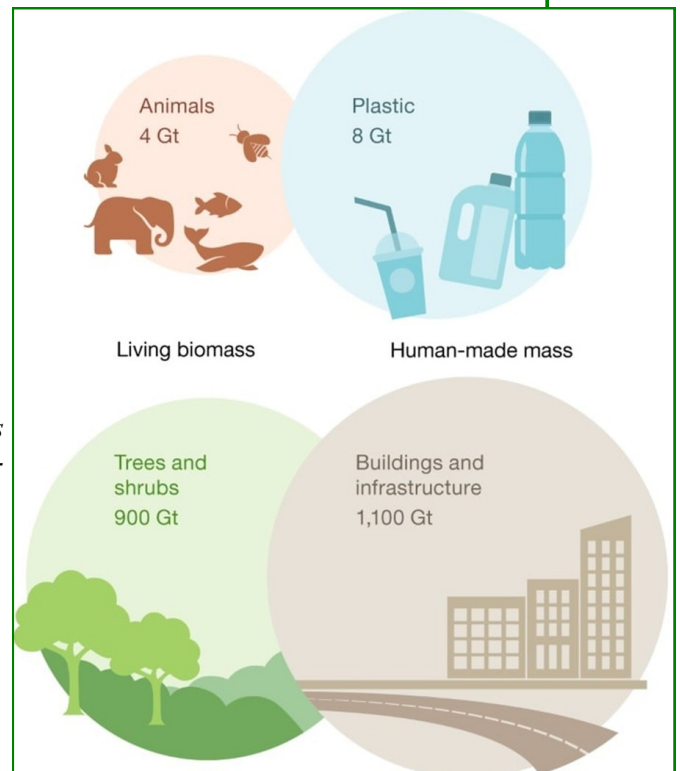 Animals
4 Gt
Plastic
8 Gt
Living biomass
Human-made mass
Trees and
shrubs
900 Gt
Buildings and
infrastructure
1,100 Gt